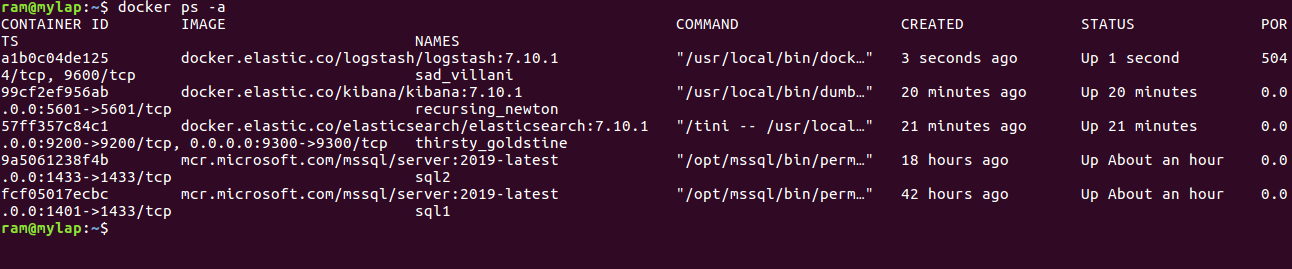 ram@mylap:~$ docker ps -a
CONTAINER ID        IMAGE                                                 COMMAND                  CREATED             STATUS              POR
TS                                              NAMES
a1b0c04de125        docker.elastic.co/logstash/logstash:7.10.1            "/usr/local/bin/dock…"   3 seconds ago       Up 1 second         504
4/tcp, 9600/tcp                                 sad_villani
99cf2ef956ab        docker.elastic.co/kibana/kibana:7.10.1                "/usr/local/bin/dumb…"   20 minutes ago      Up 20 minutes       0.0
.0.0:5601->5601/tcp                             recursing_newton
57ff357c84c1        docker.elastic.co/elasticsearch/elasticsearch:7.10.1   "/tini -- /usr/local…"   21 minutes ago      Up 21 minutes       0.0
.0.0:9200->9200/tcp, 0.0.0.0:9300->9300/tcp     thirsty_goldstine
9a5061238f4b        mcr.microsoft.com/mssql/server:2019-latest            "/opt/mssql/bin/perm…"   18 hours ago        Up About an hour    0.0
.0.0:1433->1433/tcp                             sql2
fcf05017ecbc        mcr.microsoft.com/mssql/server:2019-latest            "/opt/mssql/bin/perm…"   42 hours ago        Up About an hour    0.0
.0.0:1401->1433/tcp                             sql1
ram@mylap:~$